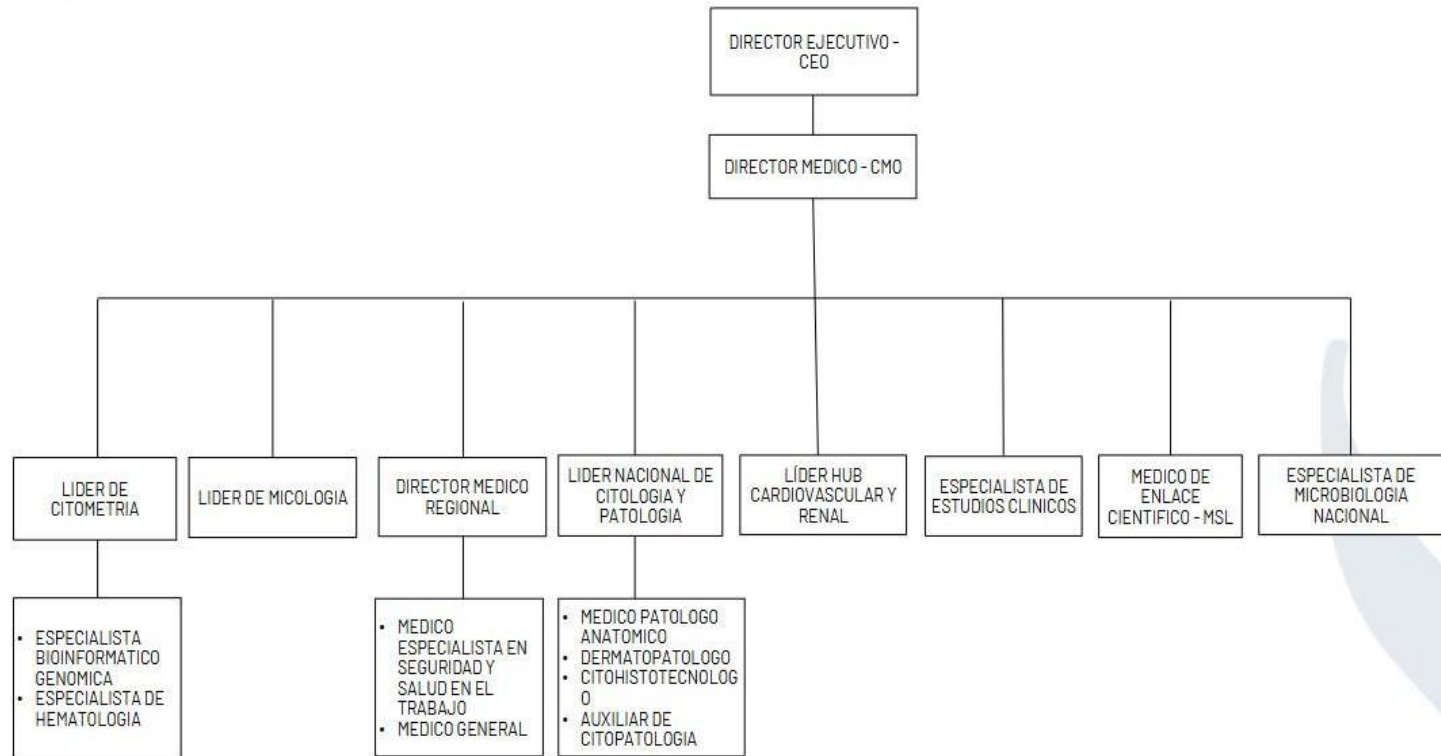 DIRECTOR EJECUTIVO -
CEO
DIRECTOR MEDICO - CMO
LIDER DE
CITOMETRIA
LIDER DE MICOLOGIA
DIRECTOR MEDICO
REGIONAL
LIDER NACIONAL DE
CITOLOGIA Y
PATOLOGIA
LÍDER HUB
CARDIOVASCULAR Y
RENAL
ESPECIALISTA DE
ESTUDIOS CLINICOS
MEDICO DE
ENLACE
CIENTIFICO - MSL
ESPECIALISTA DE
MICROBIOLOGIA
NACIONAL
• ESPECIALISTA
BIOINFORMATICO
GENOMICA
• ESPECIALISTA DE
HEMATOLOGIA
• MEDICO
ESPECIALISTA EN
SEGURIDAD Y
SALUD EN EL
TRABAJO
• MEDICO GENERAL
• MEDICO PATOLOGO
ANATOMICO
• DERMATOPATOLOGO
• CITOHISTOTECNOLOG
O
• AUXILIAR DE
CITOPATOLOGIA